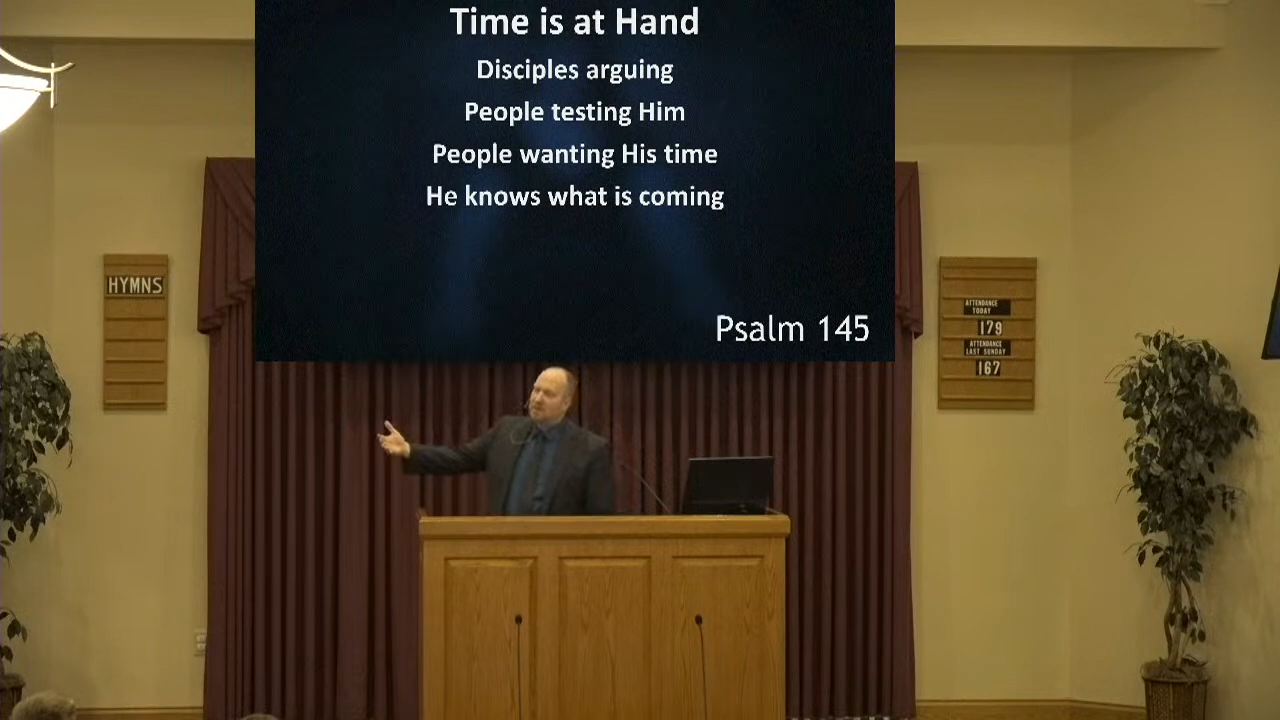 Time is at Hand
Disciples arguing
People testing Him
People wanting His time
He knows what is coming
Psalm 145
HYMNS
ATTENDANCE
TODAY
179
ATTENDANCE
LAST SUNDAY
167